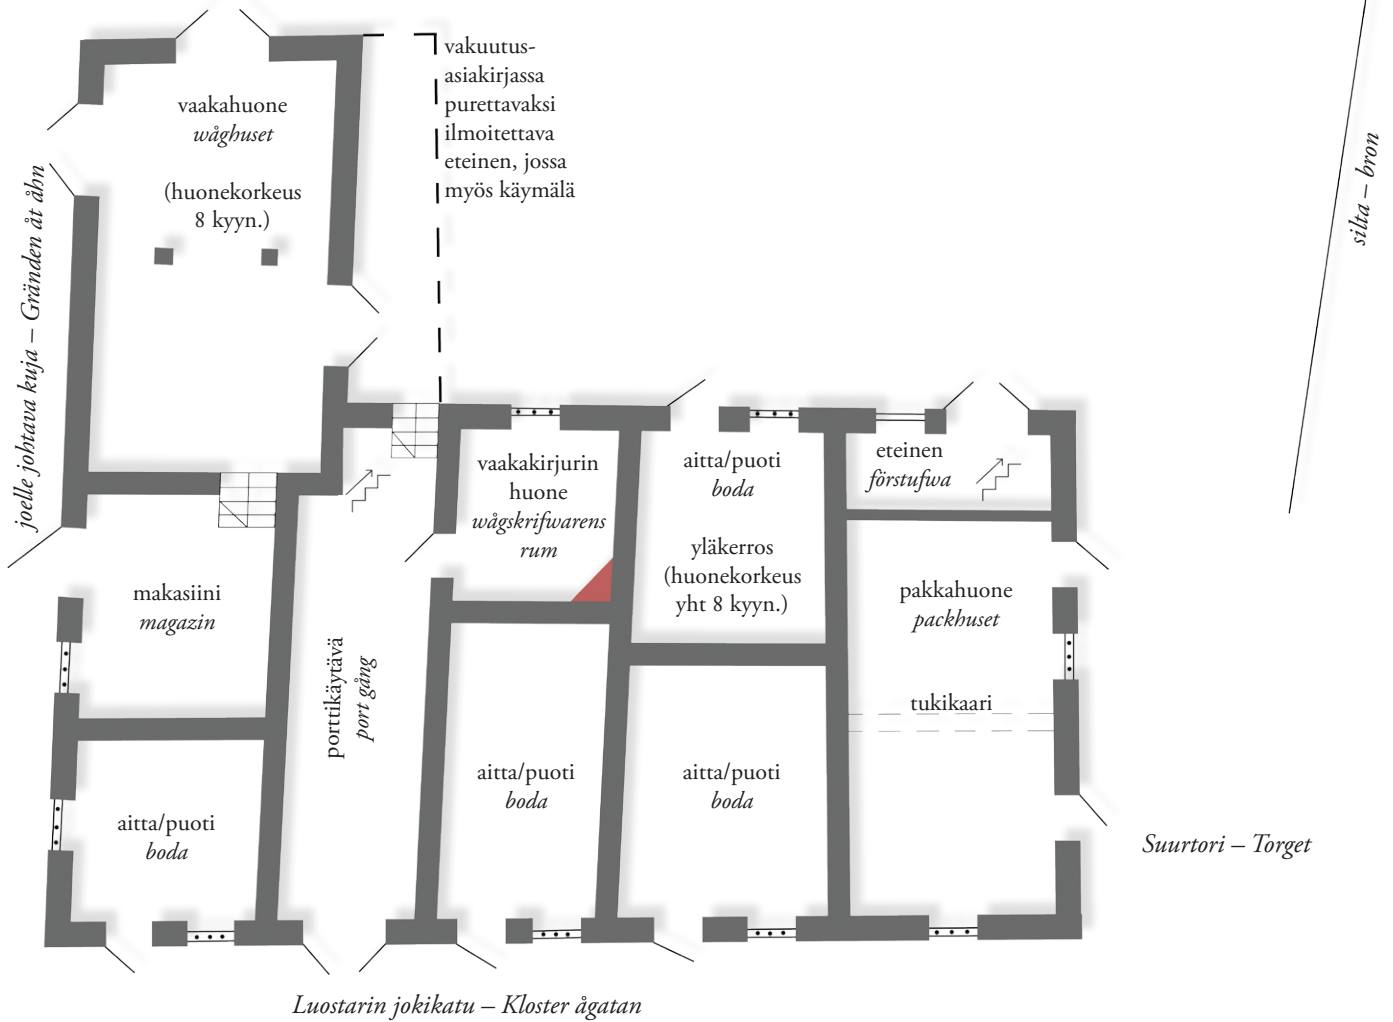 vakuutus-
asiakirjassa
purettavaksi
ilmoitettava
eteinen, jossa
myös käymälä
vaakahuone
wåghuset
(huonekorkeus
8 kyyn.)
joelle johtava kuja – Gränden åt åhn
silta – bron
vaakakirjurin
huone
wågskrifwarens
rum
aitta/puoti
boda
yläkerros
(huonekorkeus
yht 8 kyyn.)
eteinen
förstufwa
makasiini
magazin
pakkahuone
packhuset
tukikaari
porttikäytävä
port gång
aitta/puoti
boda
aitta/puoti
boda
aitta/puoti
boda
Suurtori – Torget
Luostarin jokikatu – Kloster ågatan